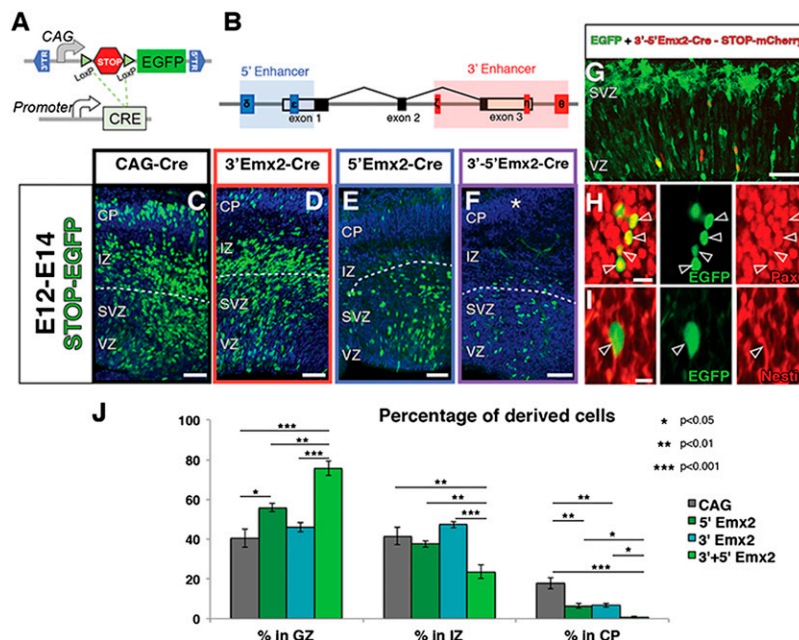 A
CAG
3'TR
STOP
EGFP
5'TR
LoxP
LoxP
Promoter
CRE
B
5' Enhancer
3' Enhancer
δ
ε
ζ
η
θ
exon 1
exon 2
exon 3
EGFP + 3'-5'Emx2-Cre - STOP-mCherry
G
SVZ
VZ
CAG-Cre
3'Emx2-Cre
5'Emx2-Cre
3'-5'Emx2-Cre
E12-E14
STOP-EGFP
C
CP
IZ
SVZ
VZ
D
CP
IZ
SVZ
VZ
E
CP
IZ
SVZ
VZ
F
*
CP
IZ
SVZ
VZ
H
EGFP
Pax
I
EGFP
Nesti
J
Percentage of derived cells
* p<0.05
** p<0.01
*** p<0.001
100
80
60
40
20
0
***
**
***
*
**
**
***
**
**
*
*
***
CAG
5' Emx2
3' Emx2
3'+5' Emx2
% in GZ
% in IZ
% in CP